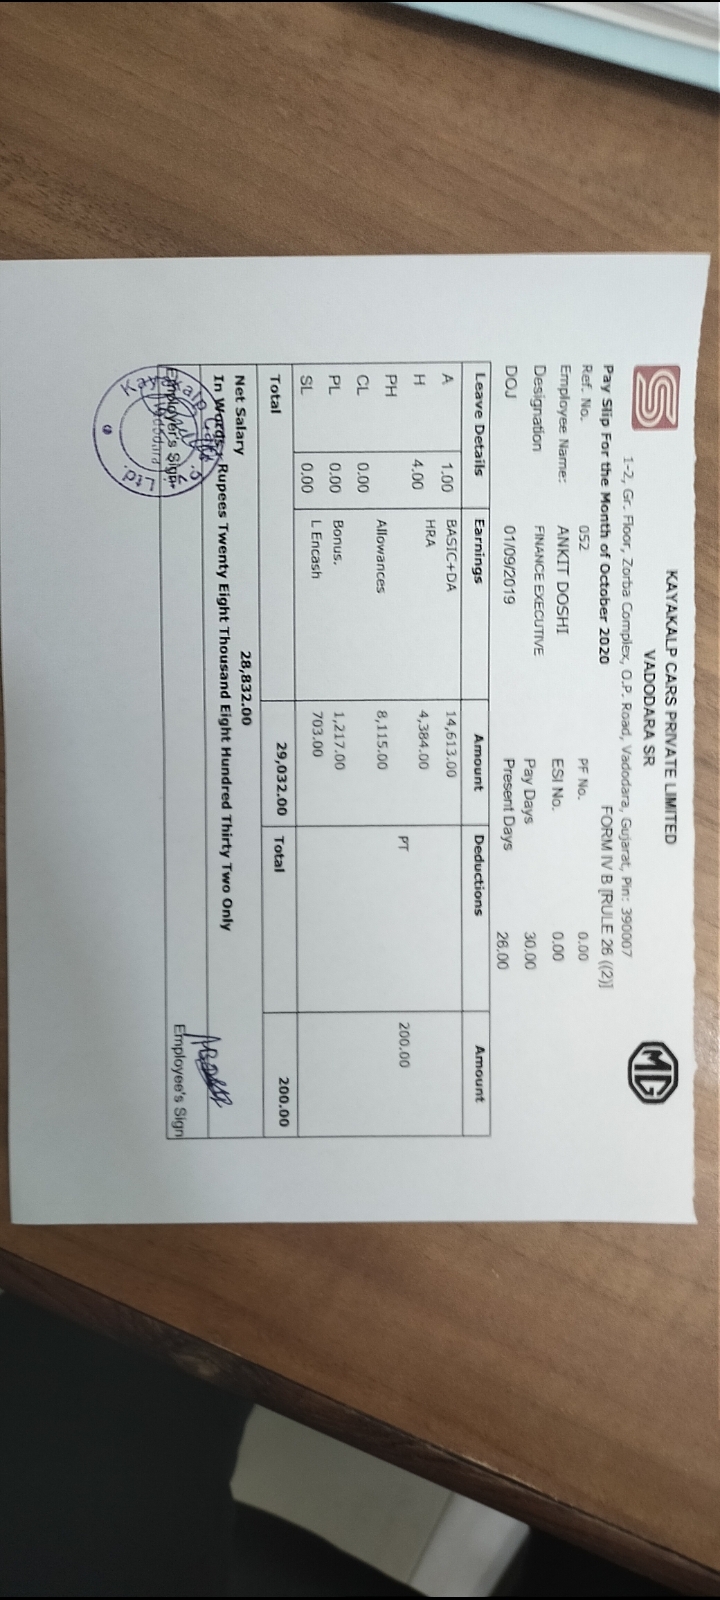 KAYAKALP CARS PRIVATE LIMITED
VADODARA SR
1-2, Gr. Floor, Zorba Complex, O.P. Road, Vadodara, Gujarat, Pin: 390007
MG
Pay Slip For the Month of October 2020 FORM IV B [RULE 26 ((2)]
Ref. No. 052 PF No. 0.00
Employee Name: ANKIT DOSHI ESI No. 0.00
Designation FINANCE EXECUTIVE Pay Days 30.00
DOJ 01/09/2019 Present Days 26.00
Leave Details Earnings Amount Deductions Amount
A 1.00 BASIC+DA 14,613.00
H 4.00 HRA 4,384.00
PH PT 200.00
Allowances 8,115.00
CL 0.00
PL 0.00 Bonus. 1,217.00
SL 0.00 L Encash 703.00
Total 29,032.00 Total 200.00
Net Salary 28,832.00
In Words: Rupees Twenty Eight Thousand Eight Hundred Thirty Two Only
Employer's Sign Employee's Sign
Ltd.